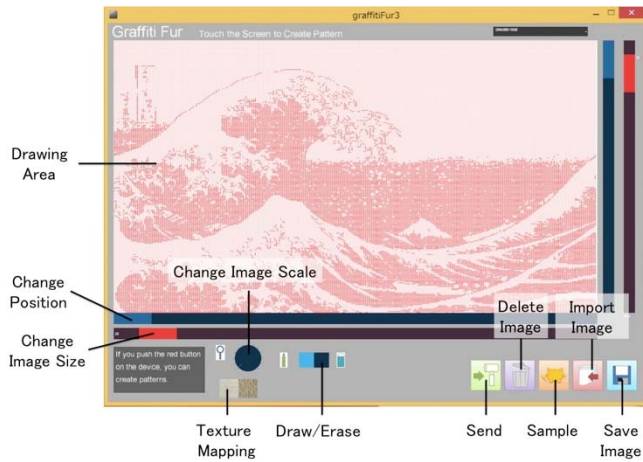 graffitiFur3
Graffiti Fur
Touch the Screen to Create Pattern
Drawing
Area
Change Image Scale
Change
Position
Delete
Image
Import
Image
Change
Image Size
If you push the red button
on the device, you can
create patterns.
Texture
Mapping
Draw/Erase
Send
Sample
Save
Image